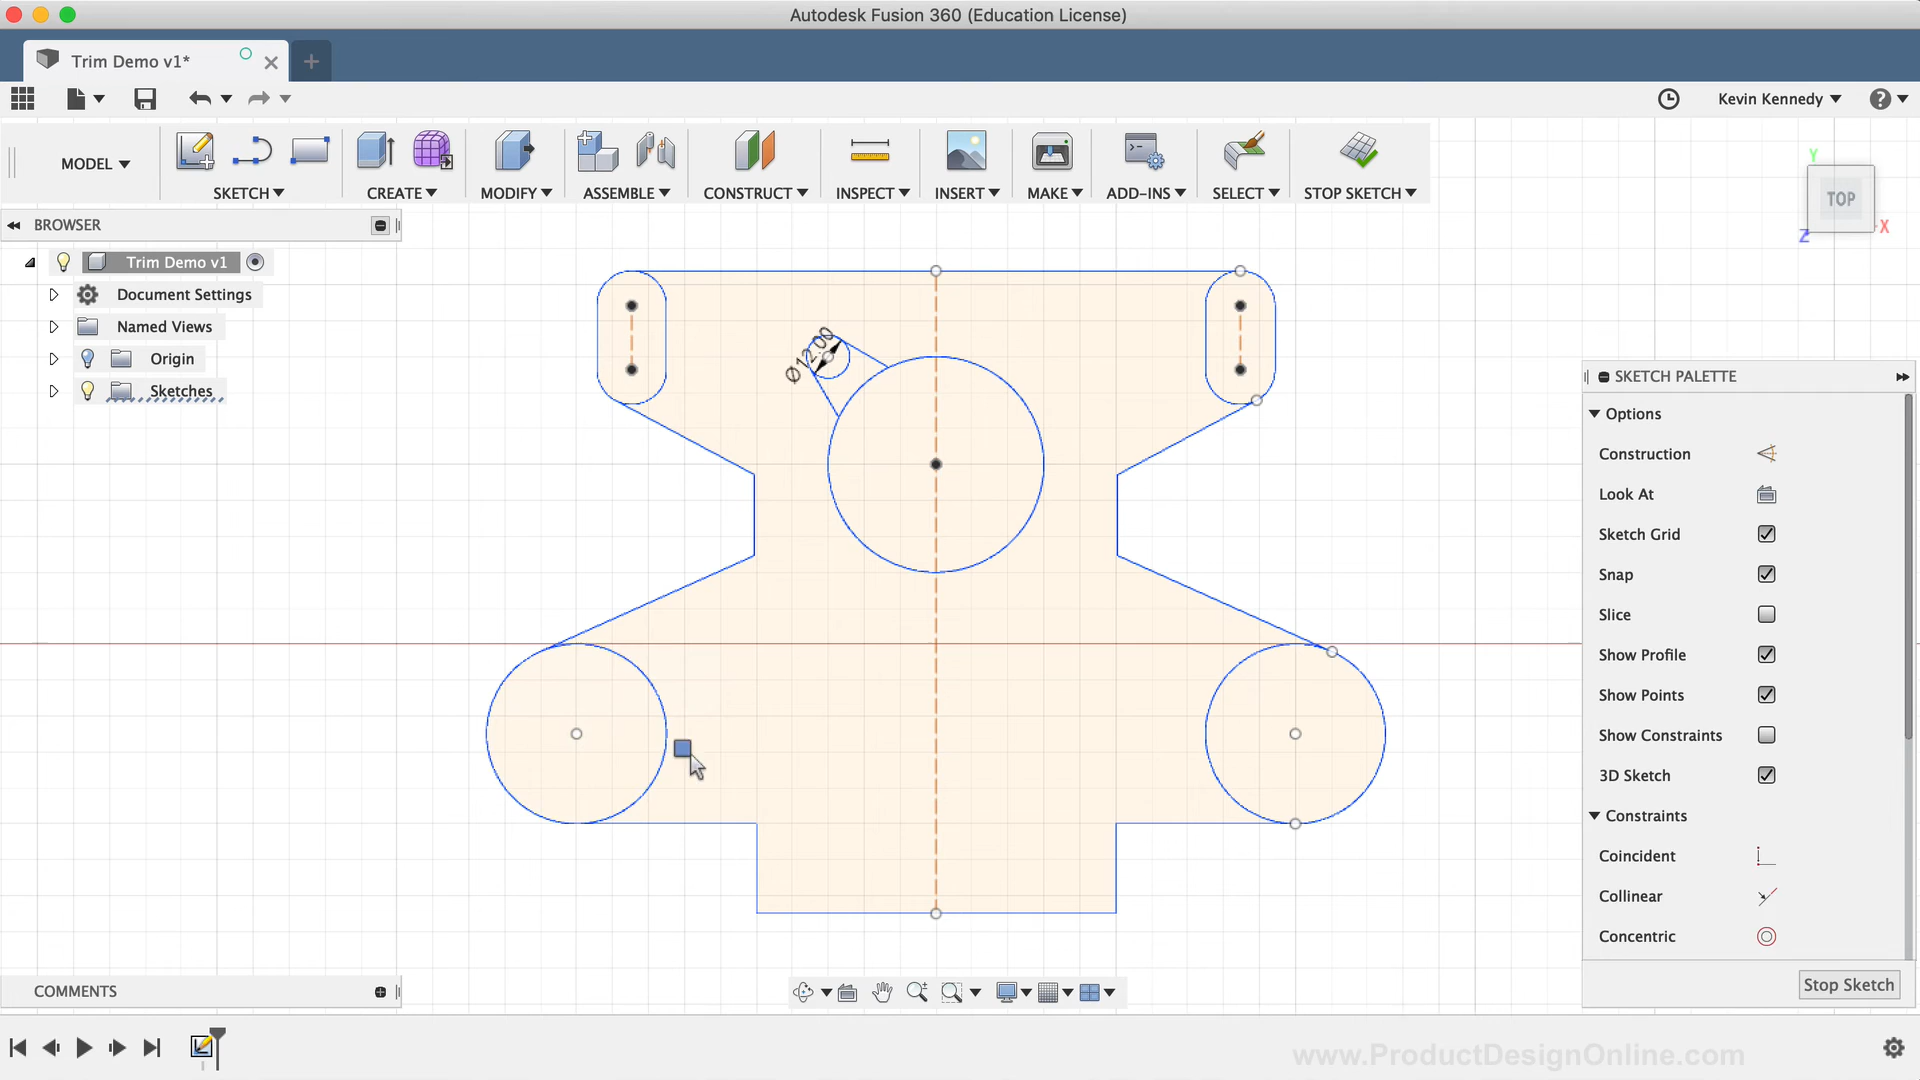 Autodesk Fusion 360 (Education License)
Trim Demo v1*
Kevin Kennedy
MODEL
SKETCH
CREATE
MODIFY
ASSEMBLE
CONSTRUCT
INSPECT
INSERT
MAKE
ADD-INS
SELECT
STOP SKETCH
BROWSER
Y
TOP
X
Z
Trim Demo v1
Document Settings
Named Views
Origin
Sketches
Ø12.00
SKETCH PALETTE
Options
Construction
Look At
Sketch Grid
Snap
Slice
Show Profile
Show Points
Show Constraints
3D Sketch
Constraints
Coincident
Collinear
Concentric
Stop Sketch
COMMENTS
www.ProductDesignOnline.com